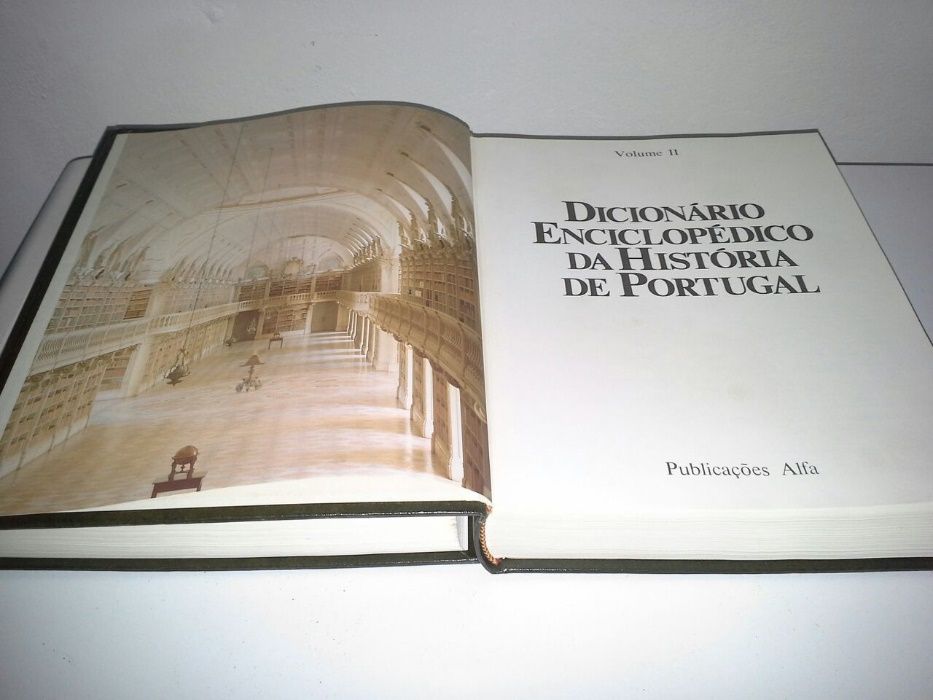 Volume II
DICIONÁRIO
ENCICLOPÉDICO
DA HISTÓRIA
DE PORTUGAL
Publicações Alfa